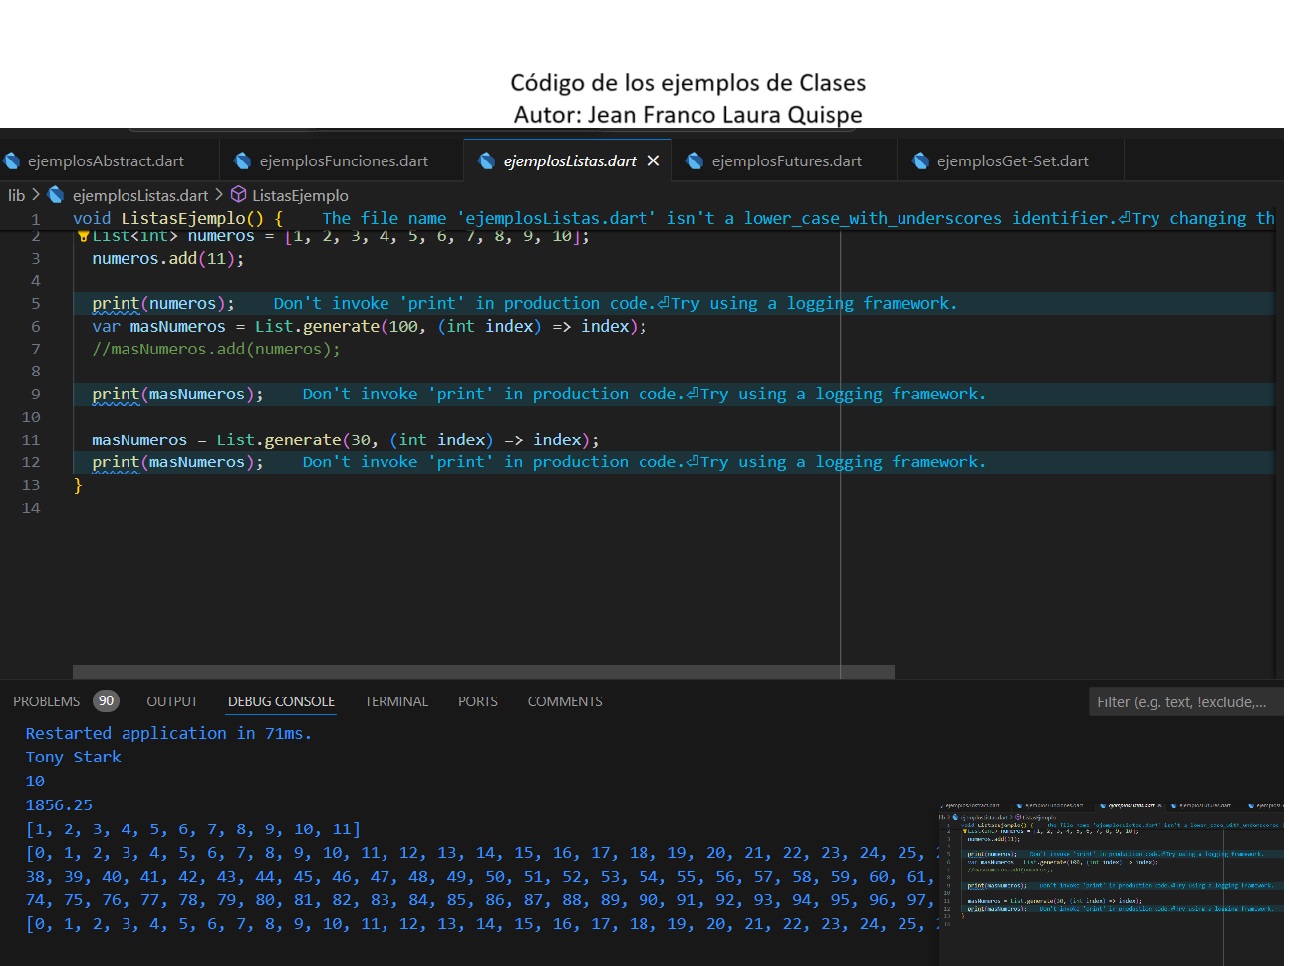 Código de los ejemplos de Clases
Autor: Jean Franco Laura Quispe
ejemplosAbstract.dart ejemplosFunciones.dart ejemplosListas.dart ejemplosFutures.dart ejemplosGet-Set.dart
lib > ejemplosListas.dart > ListasEjemplo
1 void ListasEjemplo() { The file name 'ejemplosListas.dart' isn't a lower_case_with_underscores identifier.⏎Try changing th
2 List<int> numeros = [1, 2, 3, 4, 5, 6, 7, 8, 9, 10];
3 numeros.add(11);
4
5 print(numeros); Don't invoke 'print' in production code.⏎Try using a logging framework.
6 var masNumeros = List.generate(100, (int index) => index);
7 //masNumeros.add(numeros);
8
9 print(masNumeros); Don't invoke 'print' in production code.⏎Try using a logging framework.
10
11 masNumeros = List.generate(30, (int index) => index);
12 print(masNumeros); Don't invoke 'print' in production code.⏎Try using a logging framework.
13 }
14
PROBLEMS 90 OUTPUT DEBUG CONSOLE TERMINAL PORTS COMMENTS Filter (e.g. text, !exclude,...
Restarted application in 71ms.
Tony Stark
10
1856.25
[1, 2, 3, 4, 5, 6, 7, 8, 9, 10, 11]
[0, 1, 2, 3, 4, 5, 6, 7, 8, 9, 10, 11, 12, 13, 14, 15, 16, 17, 18, 19, 20, 21, 22, 23, 24, 25,
38, 39, 40, 41, 42, 43, 44, 45, 46, 47, 48, 49, 50, 51, 52, 53, 54, 55, 56, 57, 58, 59, 60, 61,
74, 75, 76, 77, 78, 79, 80, 81, 82, 83, 84, 85, 86, 87, 88, 89, 90, 91, 92, 93, 94, 95, 96, 97,
[0, 1, 2, 3, 4, 5, 6, 7, 8, 9, 10, 11, 12, 13, 14, 15, 16, 17, 18, 19, 20, 21, 22, 23, 24, 25,